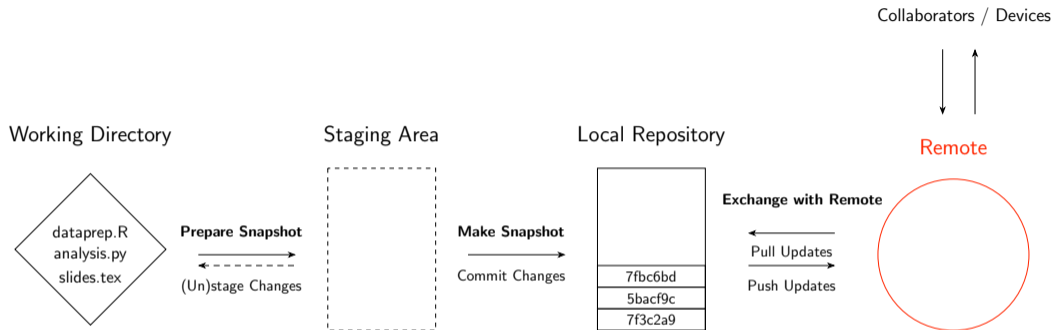 Collaborators / Devices
Working Directory
Staging Area
Local Repository
Remote
dataprep.R
analysis.py
slides.tex
Prepare Snapshot
(Un)stage Changes
Make Snapshot
Commit Changes
7fbc6bd
5bacf9c
7f3c2a9
Exchange with Remote
Pull Updates
Push Updates